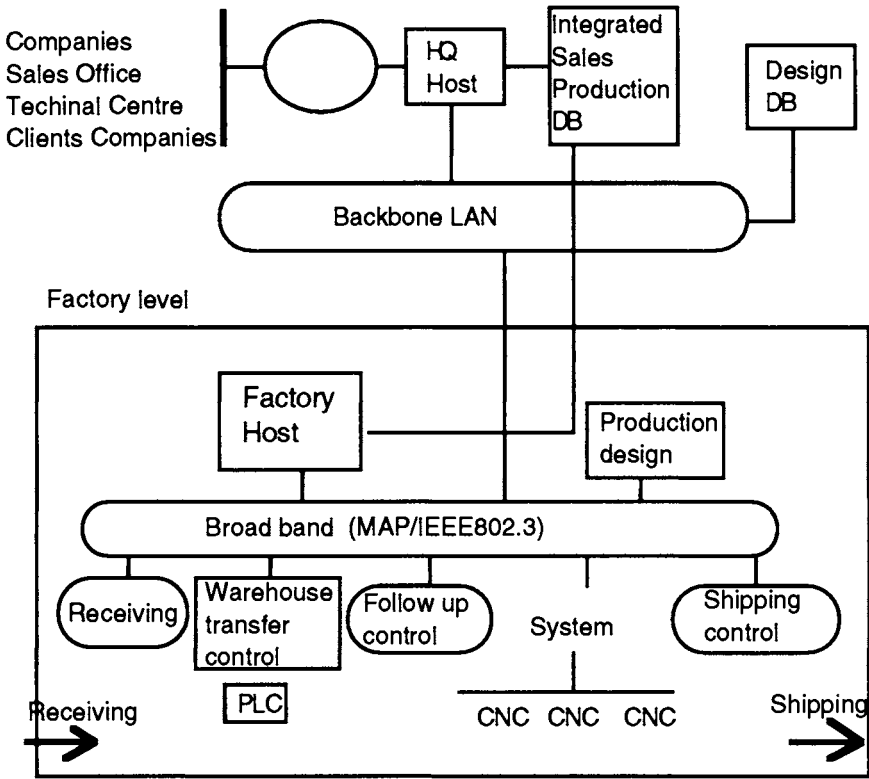 Companies
Sales Office
Techinal Centre
Clients Companies
HQ
Host
Integrated
Sales
Production
DB
Design
DB
Backbone LAN
Factory level
Factory
Host
Production
design
Broad band (MAP/IEEE802.3)
Receiving
Warehouse
transfer
control
Follow up
control
System
Shipping
control
PLC
CNC CNC CNC
Receiving
Shipping